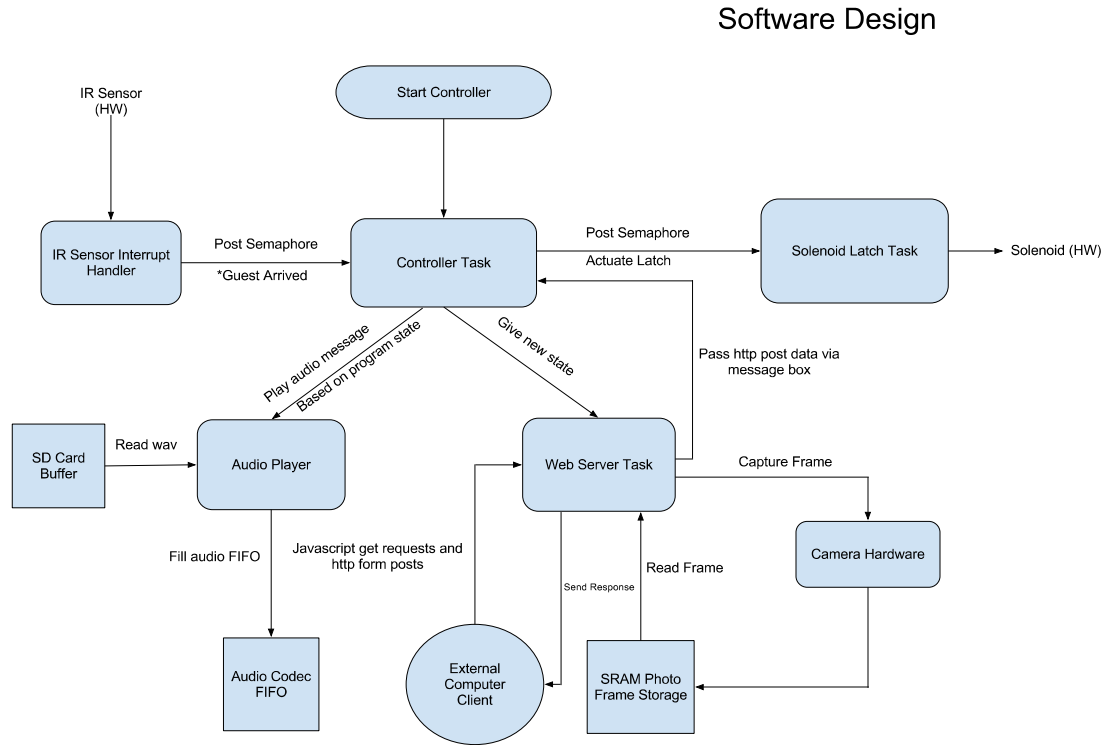 Software Design
IR Sensor
(HW)
Start Controller
IR Sensor Interrupt
Handler
Post Semaphore
*Guest Arrived
Controller Task
Post Semaphore
Actuate Latch
Solenoid Latch Task
Solenoid (HW)
Play audio message
Based on program state
Give new state
Pass http post data via
message box
SD Card
Buffer
Read wav
Audio Player
Web Server Task
Capture Frame
Fill audio FIFO
Javascript get requests and
http form posts
Send Response
Read Frame
Camera Hardware
Audio Codec
FIFO
External
Computer
Client
SRAM Photo
Frame Storage